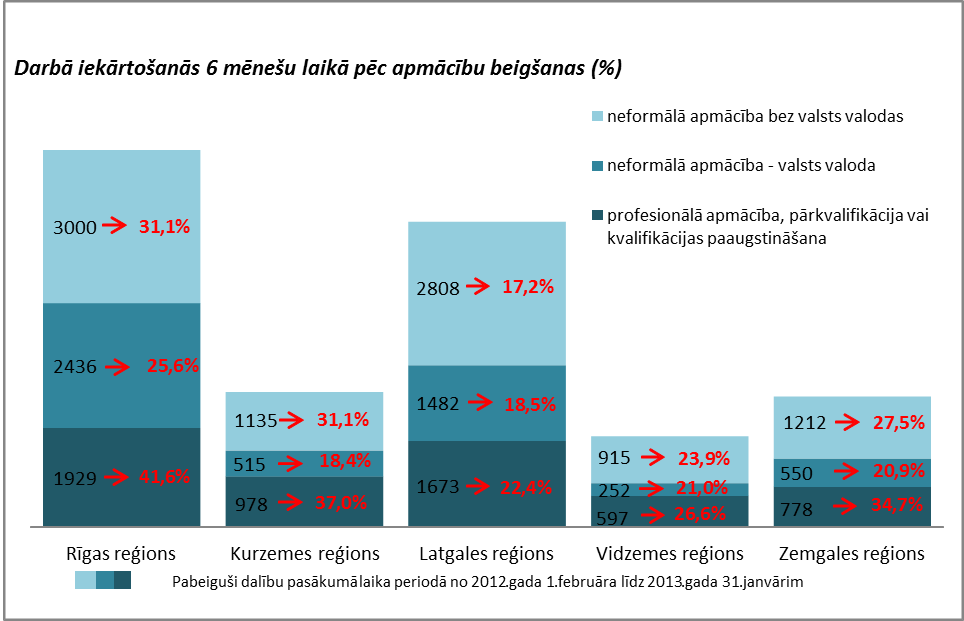 Darbā iekārtošanās 6 mēnešu laikā pēc apmācību beigšanas (%)
neformālā apmācība bez valsts valodas
neformālā apmācība - valsts valoda
profesionālā apmācība, pārkvalifikācija vai
kvalifikācijas paaugstināšana
3000 → 31,1%
2436 → 25,6%
1929 → 41,6%
1135 → 31,1%
515 → 18,4%
978 → 37,0%
2808 → 17,2%
1482 → 18,5%
1673 → 22,4%
915 → 23,9%
252 → 21,0%
597 → 26,6%
1212 → 27,5%
550 → 20,9%
778 → 34,7%
Rīgas reģions
Kurzemes reģions
Latgales reģions
Vidzemes reģions
Zemgales reģions
Pabeiguši dalību pasākumālaika periodā no 2012.gada 1.februāra līdz 2013.gada 31.janvārim